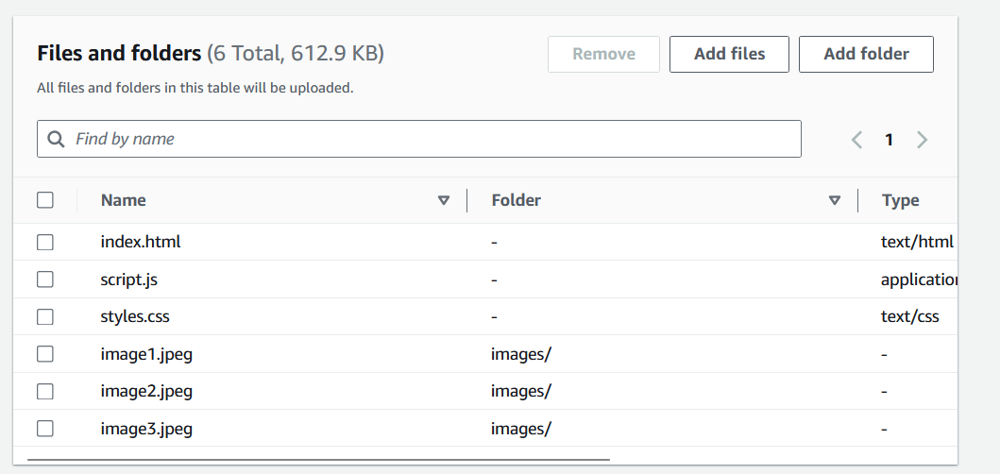 Files and folders (6 Total, 612.9 KB)
Remove
Add files
Add folder
All files and folders in this table will be uploaded.
Find by name
1
Name Folder Type
index.html - text/html
script.js -
styles.css - text/css
image1.jpeg images/ -
image2.jpeg images/ -
image3.jpeg images/ -